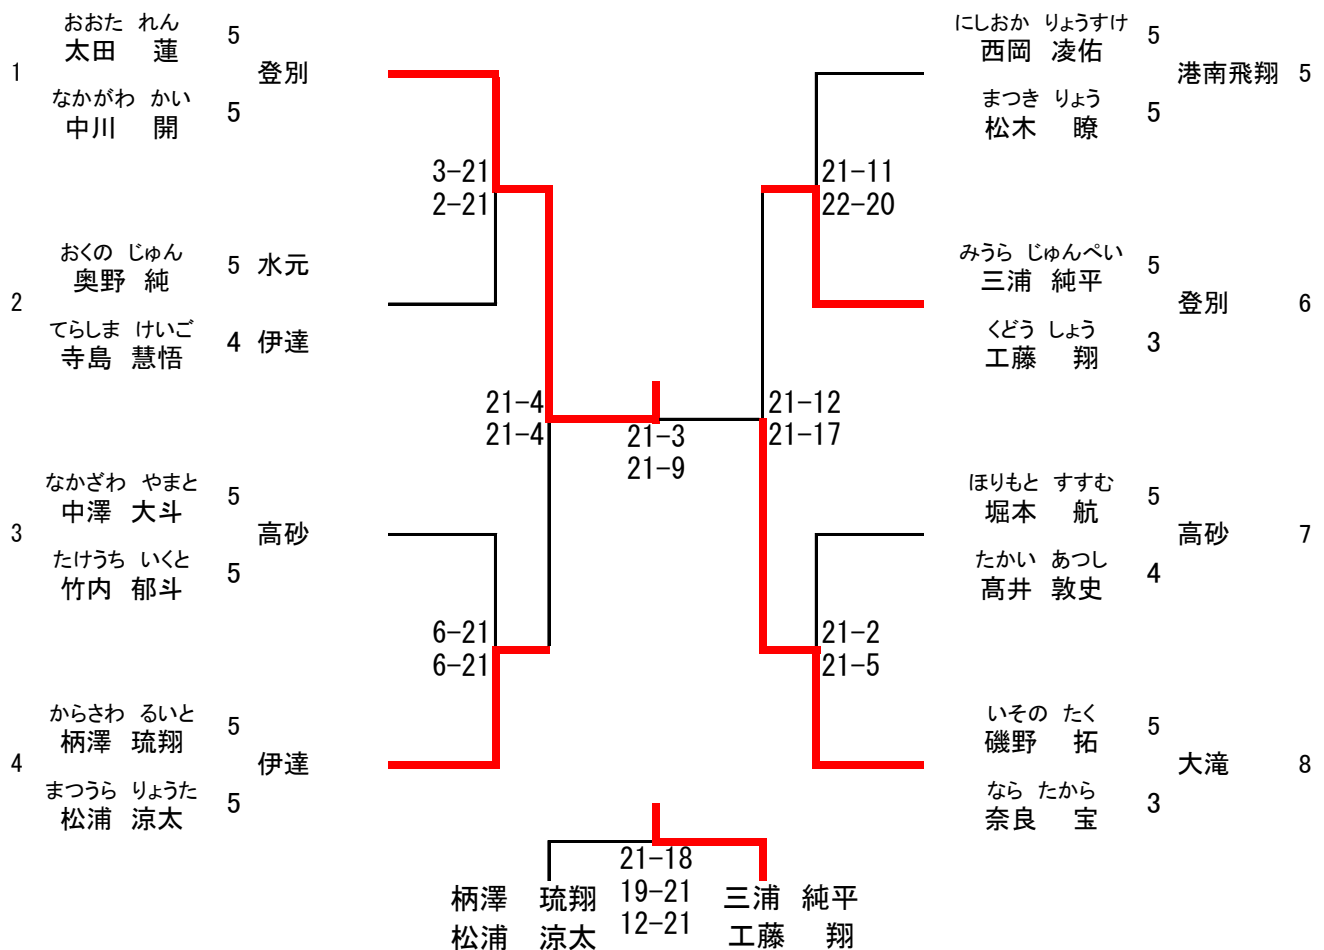 おおた れん 5
太田 蓮
1 登別
なかがわ かい 5
中川 開
3-21
2-21
おくの じゅん 5 水元
奥野 純
2
てらしま けいご 4 伊達
寺島 慧悟
21-4
21-4
なかざわ やまと 5
中澤 大斗
3 高砂
たけうち いくと 5
竹内 郁斗
6-21
6-21
からさわ るいと 5
柄澤 琉翔
4 伊達
まつうら りょうた 5
松浦 涼太
21-3
21-9
にしおか りょうすけ 5
西岡 凌佑
港南飛翔 5
まつき りょう 5
松木 瞭
21-11
22-20
みうら じゅんぺい 5
三浦 純平
登別 6
くどう しょう 3
工藤 翔
21-12
21-17
ほりもと すすむ 5
堀本 航
高砂 7
たかい あつし 4
髙井 敦史
21-2
21-5
いその たく 5
磯野 拓
大滝 8
なら たから 3
奈良 宝
21-18
柄澤 琉翔 19-21 三浦 純平
松浦 涼太 12-21 工藤 翔